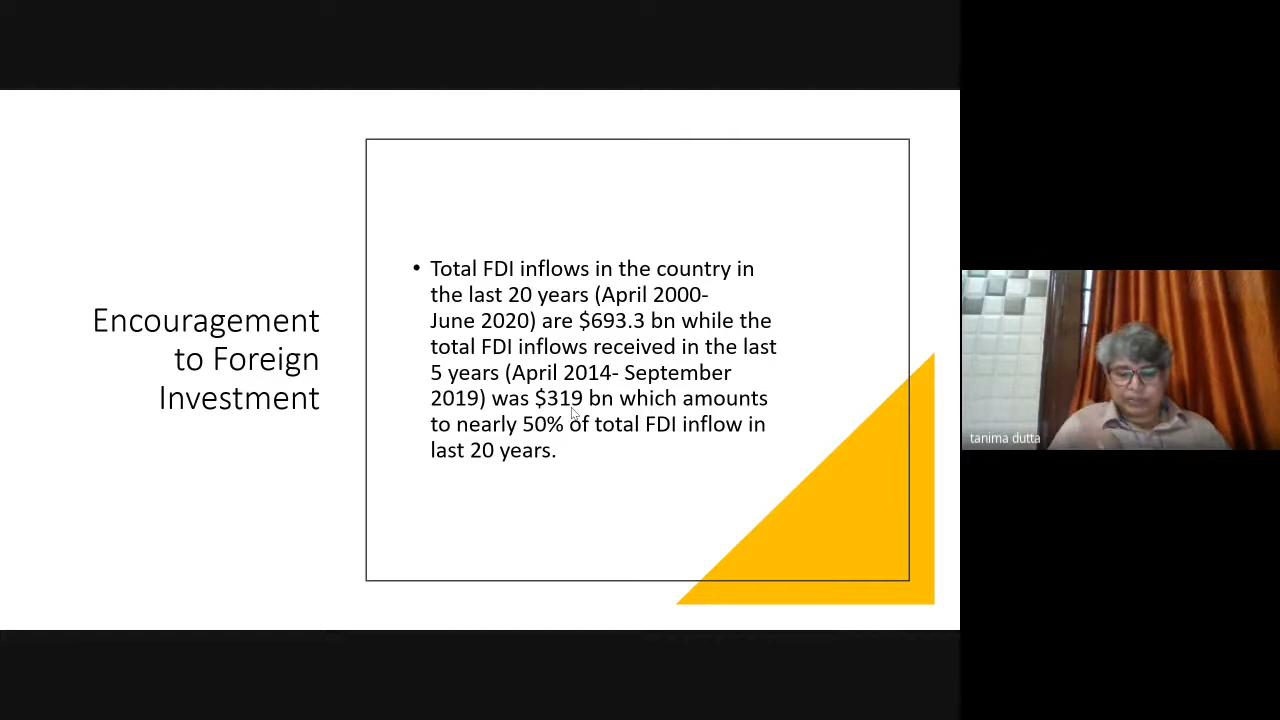 Encouragement
to Foreign
Investment
• Total FDI inflows in the country in
the last 20 years (April 2000-
June 2020) are $693.3 bn while the
total FDI inflows received in the last
5 years (April 2014- September
2019) was $319 bn which amounts
to nearly 50% of total FDI inflow in
last 20 years.
tanima dutta